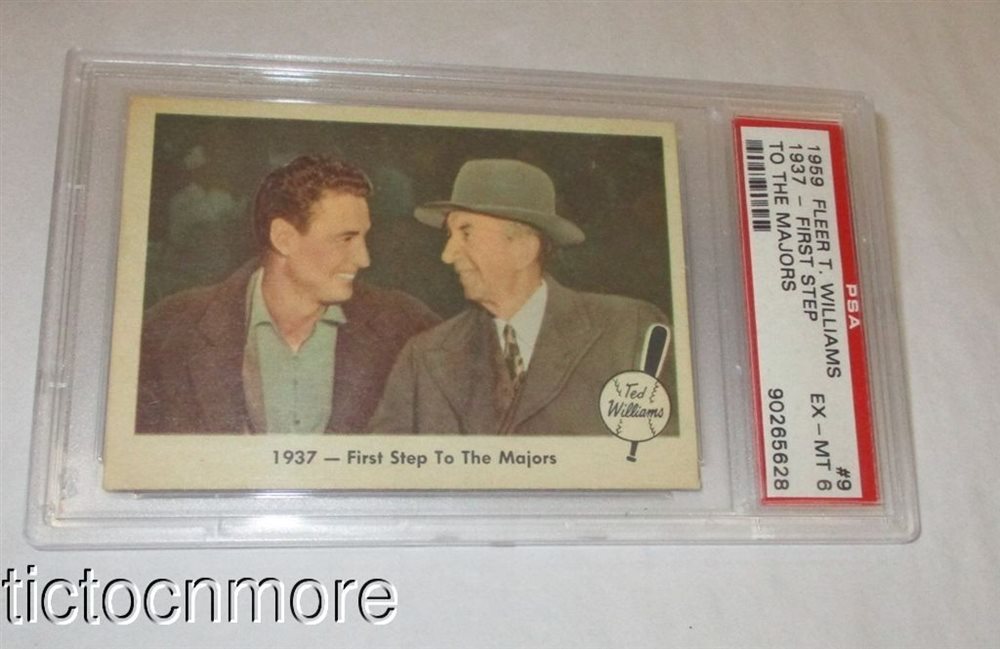 1937 — First Step To The Majors
Ted
Williams
1959 FLEER T. WILLIAMS #9
1937 – FIRST STEP EX – MT 6
TO THE MAJORS 90265628
PSA
tictocnmore